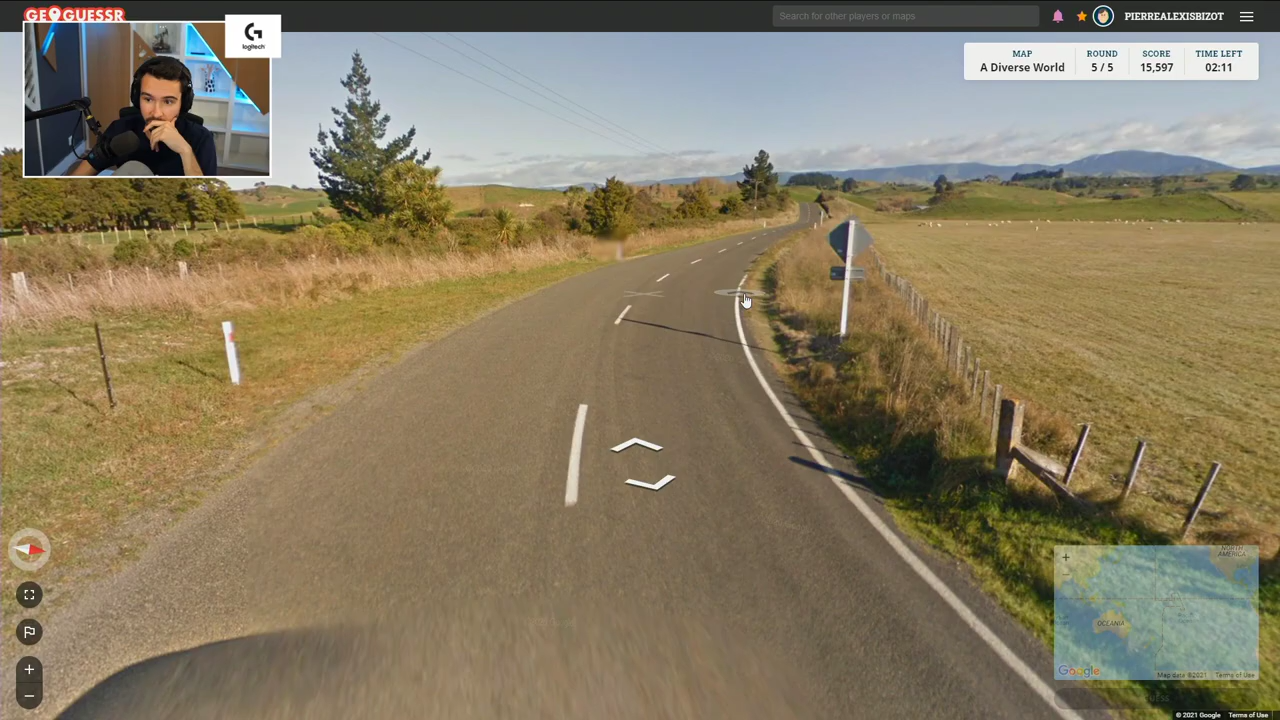 GEOGUESSR
logitech
Search for other players or maps
PIERREALEXISBIZOT
MAP
A Diverse World
ROUND
5 / 5
SCORE
15,597
TIME LEFT
02:11
NORTH
AMERICA
OCEANIA
Google
Map data ©2021
Terms of Use
© 2021 Google
Terms of Use